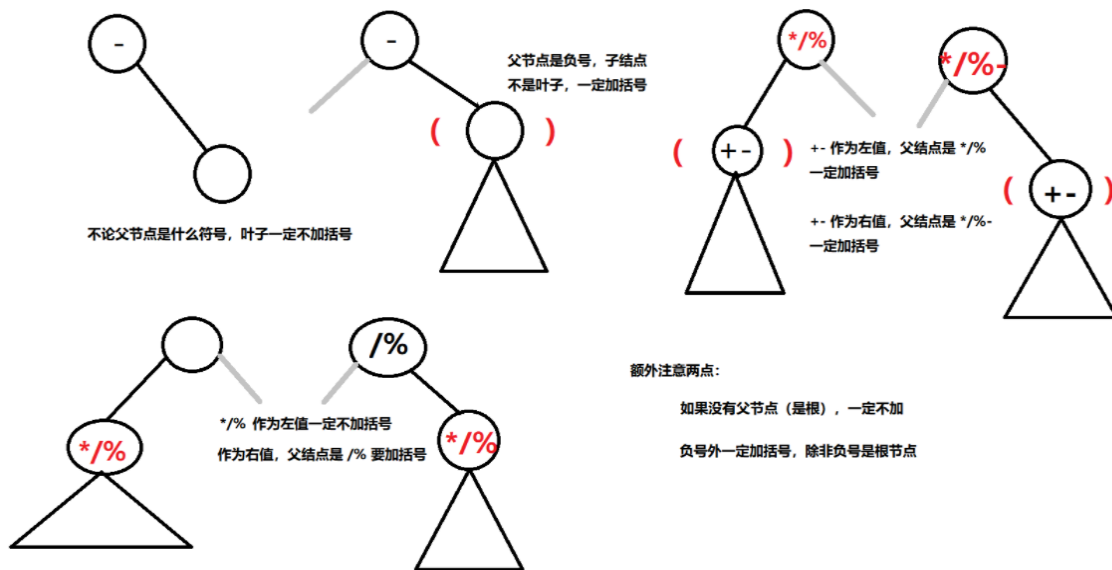 -
-
父节点是负号，子结点
不是叶子，一定加括号
( )
不论父节点是什么符号，叶子一定不加括号
*/%
*/%-
( + - )
+- 作为左值，父结点是 */%
一定加括号
( + - )
+- 作为右值，父结点是 */%-
一定加括号
/%
*/%
*/% 作为左值一定不加括号
作为右值，父结点是 /% 要加括号
*/%
额外注意两点：
如果没有父节点（是根），一定不加
负号外一定加括号，除非负号是根节点